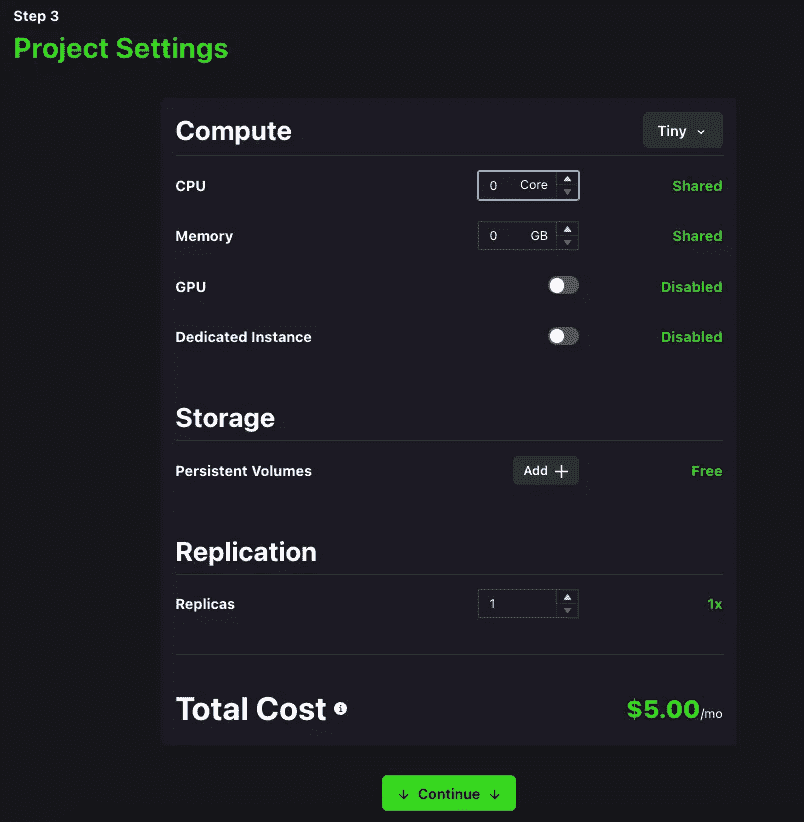 Step 3
Project Settings
Compute
Tiny
CPU 0 Core Shared
Memory 0 GB Shared
GPU Disabled
Dedicated Instance Disabled
Storage
Persistent Volumes Add + Free
Replication
Replicas 1 1x
Total Cost i $5.00/mo
↓ Continue ↓